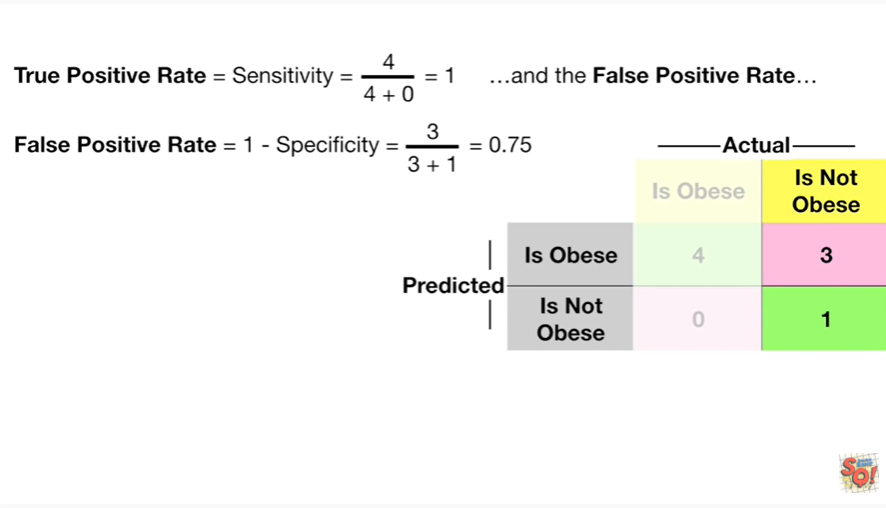 True Positive Rate = Sensitivity = 4 / 4 + 0 = 1 ...and the False Positive Rate...
False Positive Rate = 1 - Specificity = 3 / 3 + 1 = 0.75
Actual
Is Obese Is Not Obese
Predicted
Is Obese 4 3
Is Not Obese 0 1
SQ!